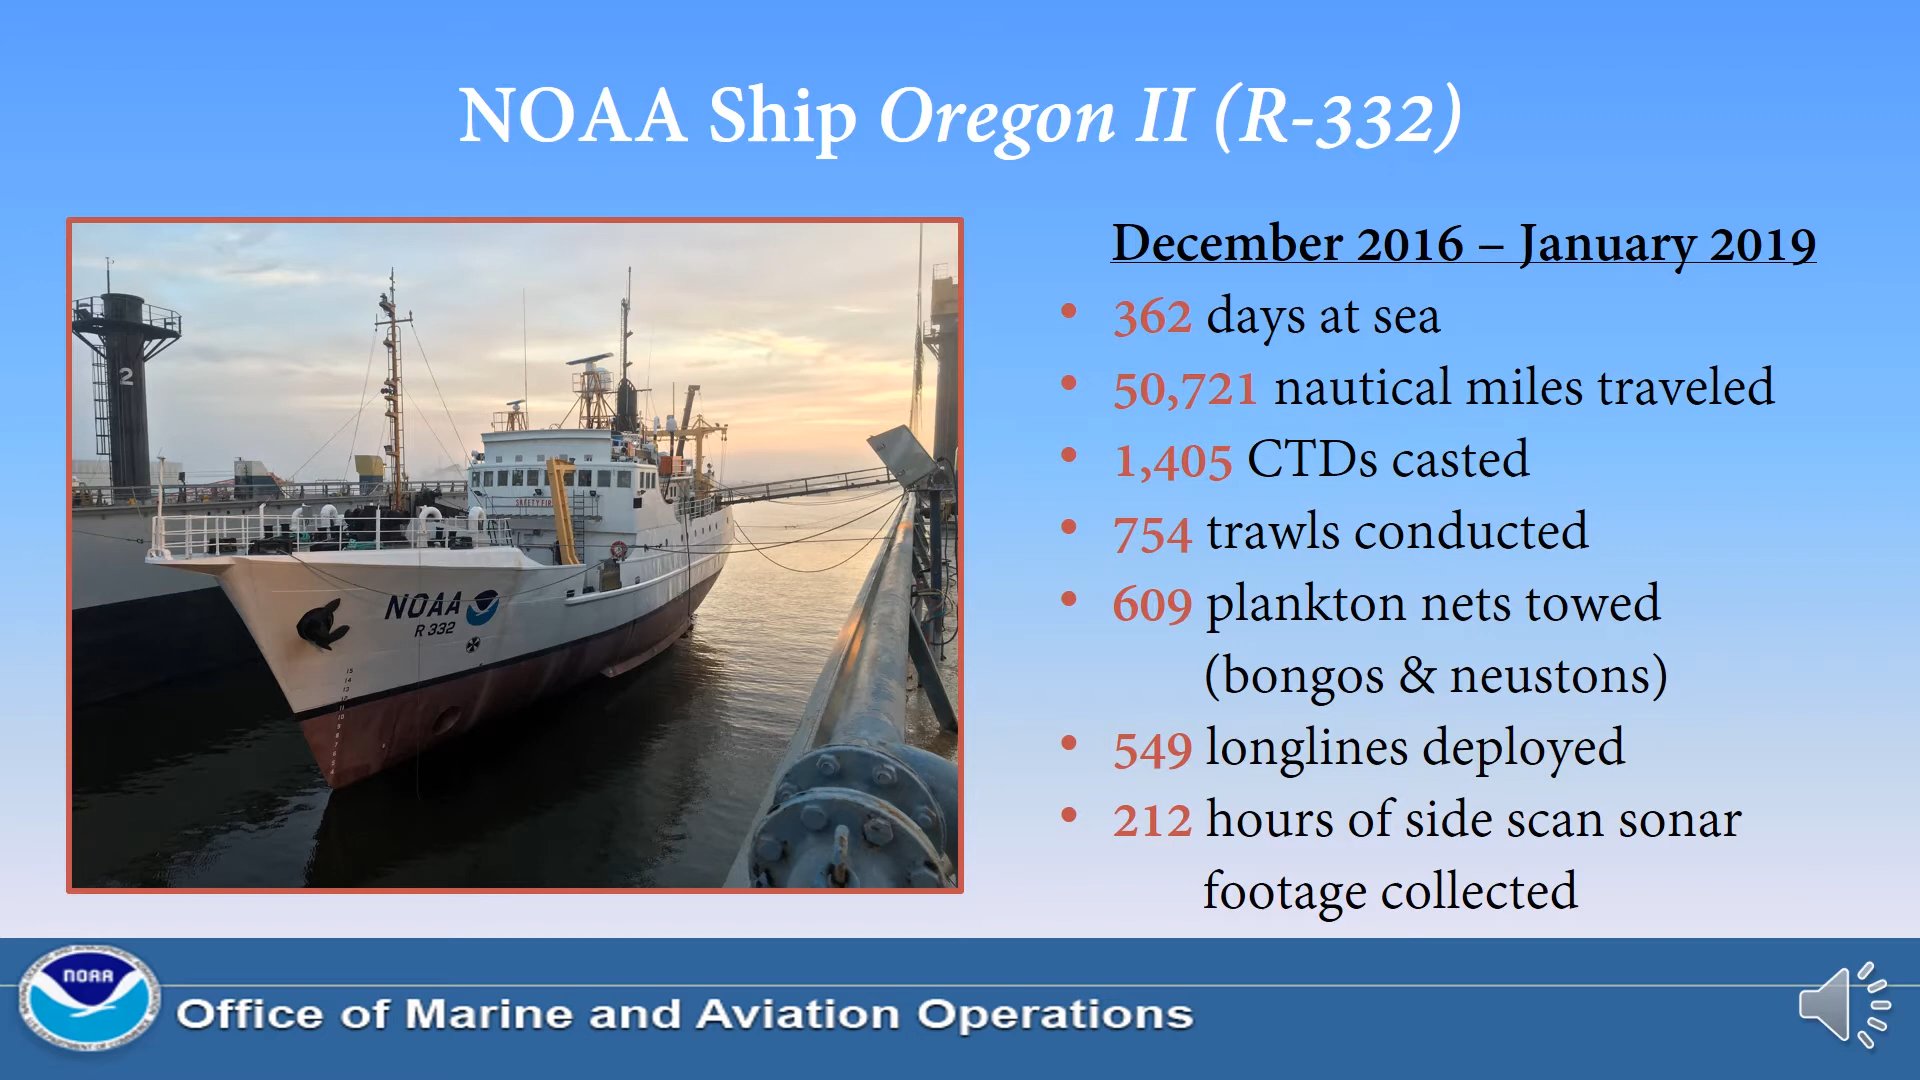 NOAA Ship Oregon II (R-332)
December 2016 – January 2019
• 362 days at sea
• 50,721 nautical miles traveled
• 1,405 CTDs casted
• 754 trawls conducted
• 609 plankton nets towed
(bongos & neustons)
• 549 longlines deployed
• 212 hours of side scan sonar
footage collected
2
SAFETY FIRST
NOAA
R 332
NOAA
Office of Marine and Aviation Operations